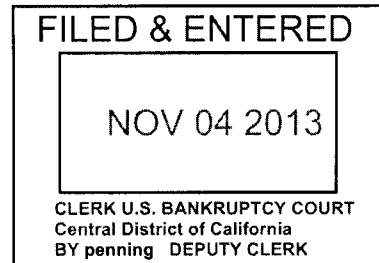 FILED & ENTERED
NOV 04 2013
CLERK U.S. BANKRUPTCY COURT
Central District of California
BY penning DEPUTY CLERK